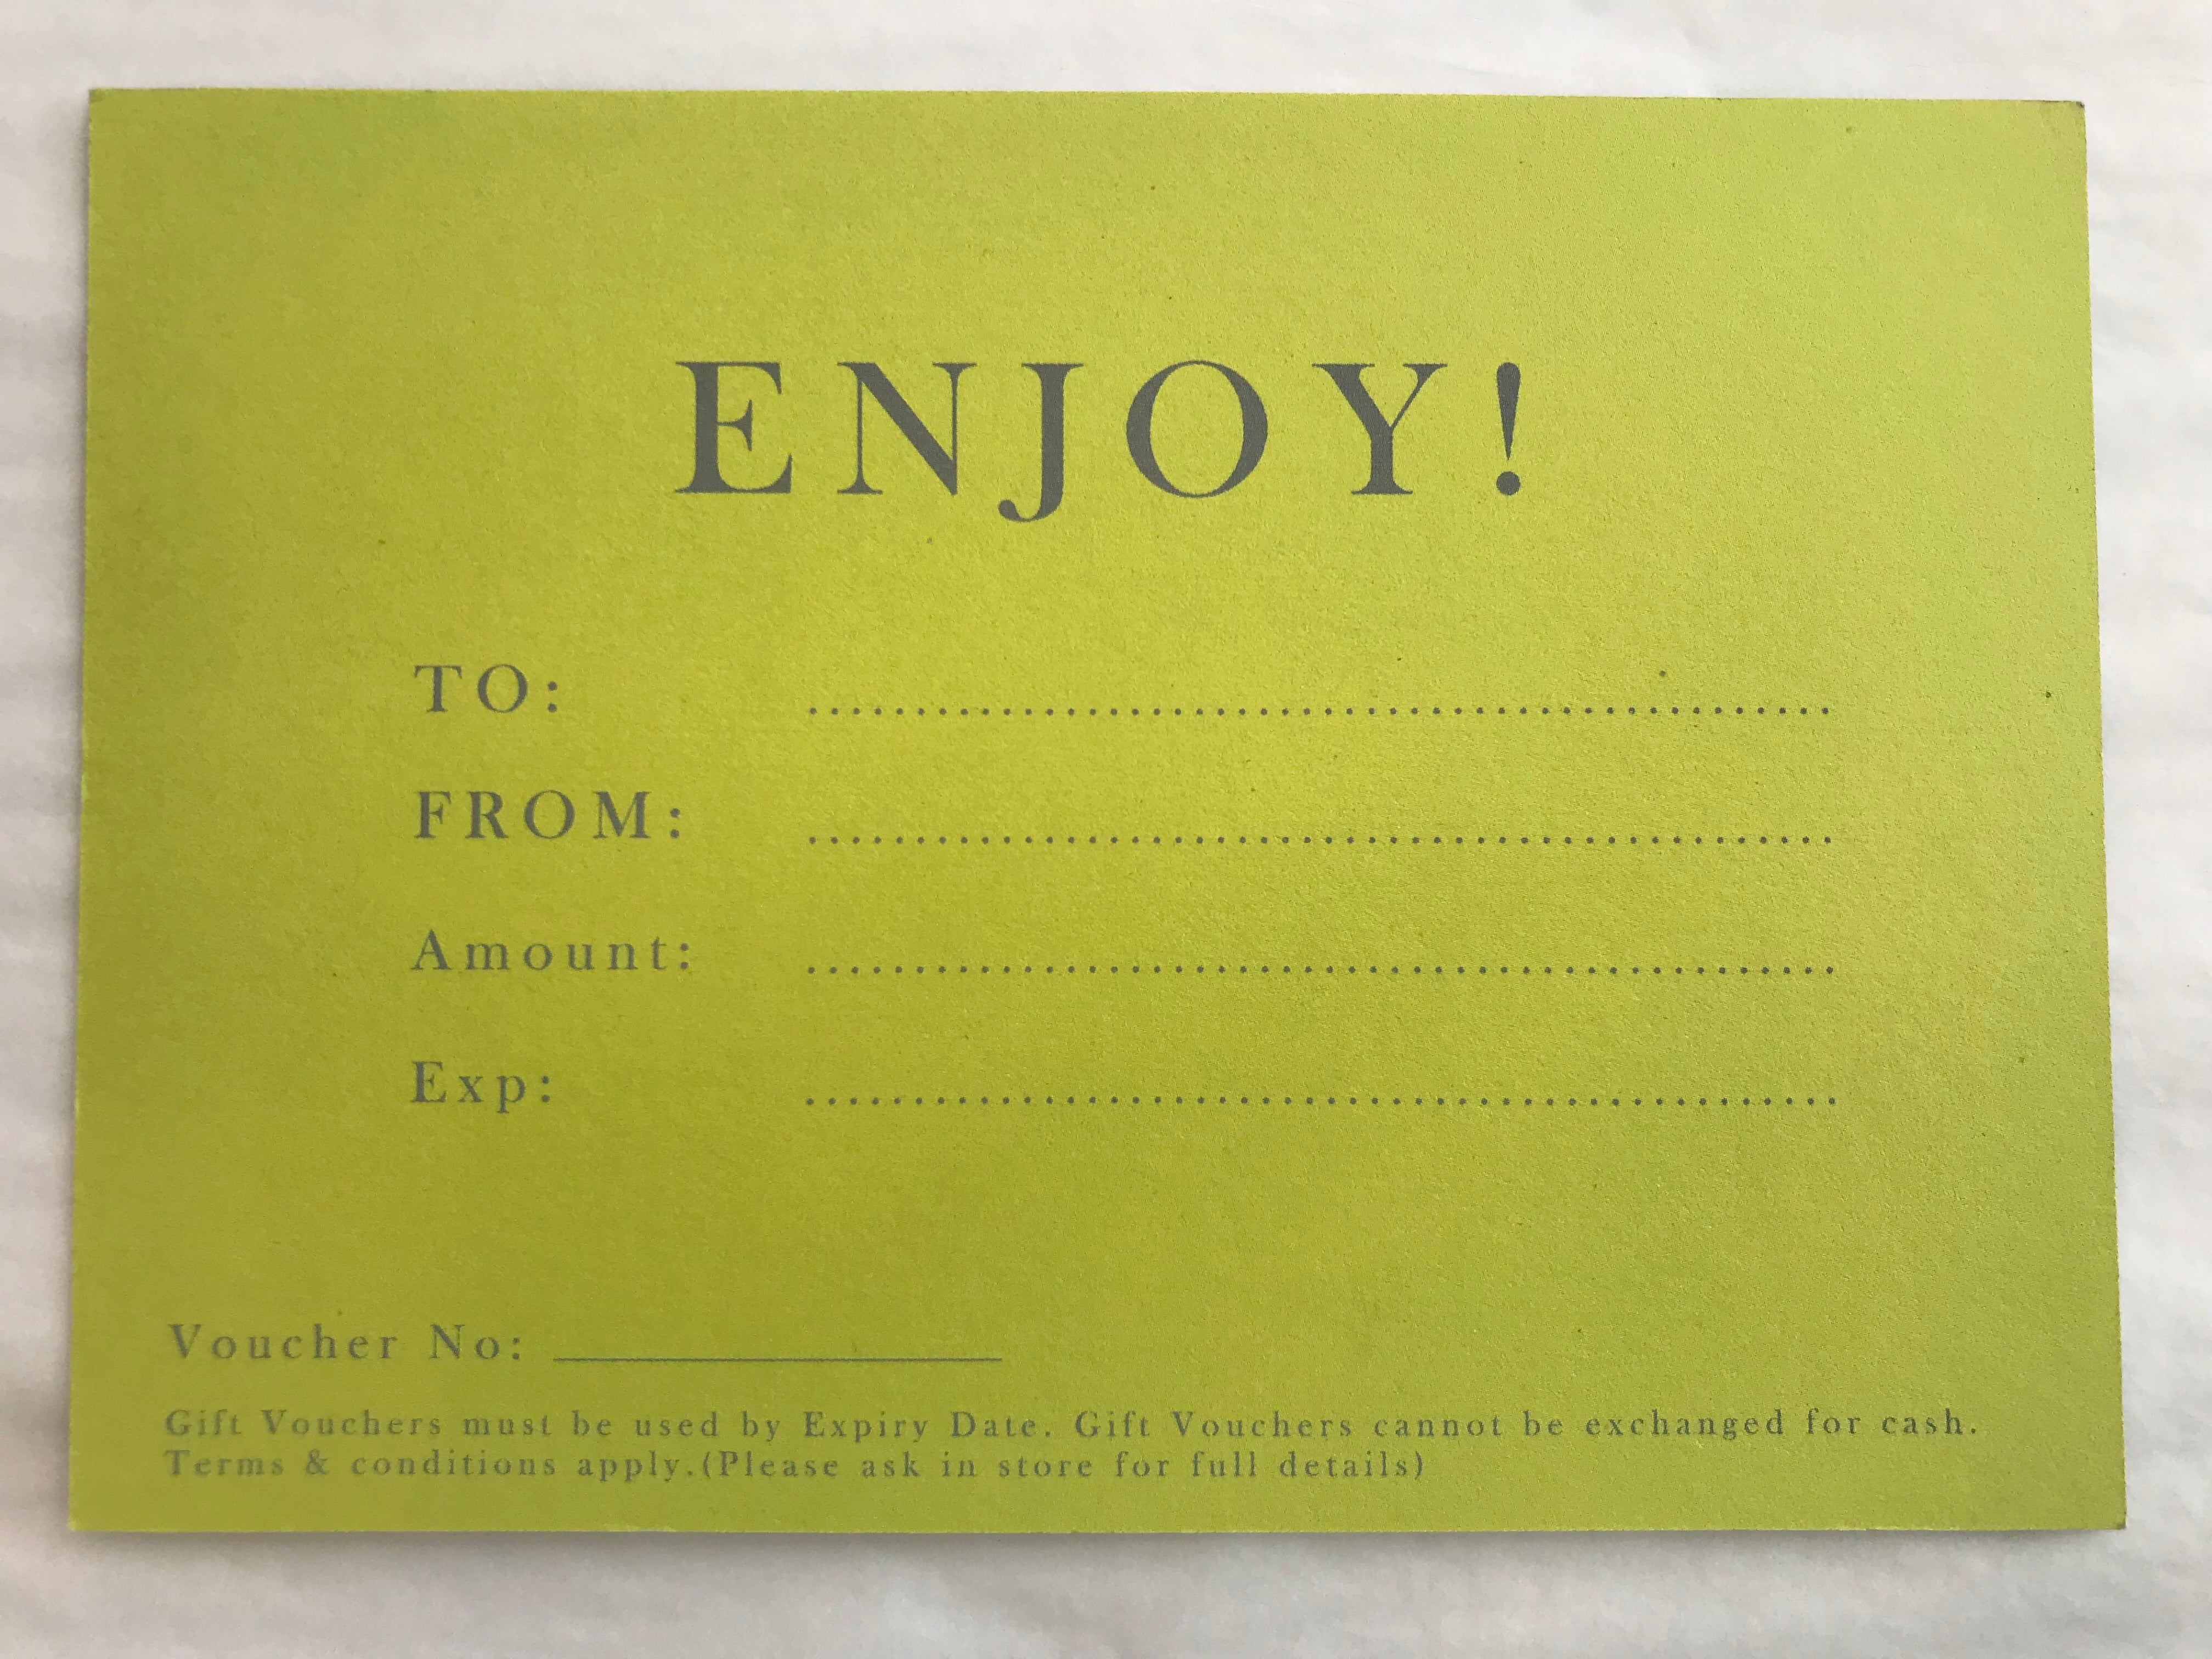 ENJOY!
TO: ................................................
FROM: ................................................
Amount: ................................................
Exp: ................................................
Voucher No: ____________________
Gift Vouchers must be used by Expiry Date. Gift Vouchers cannot be exchanged for cash.
Terms & conditions apply.(Please ask in store for full details)